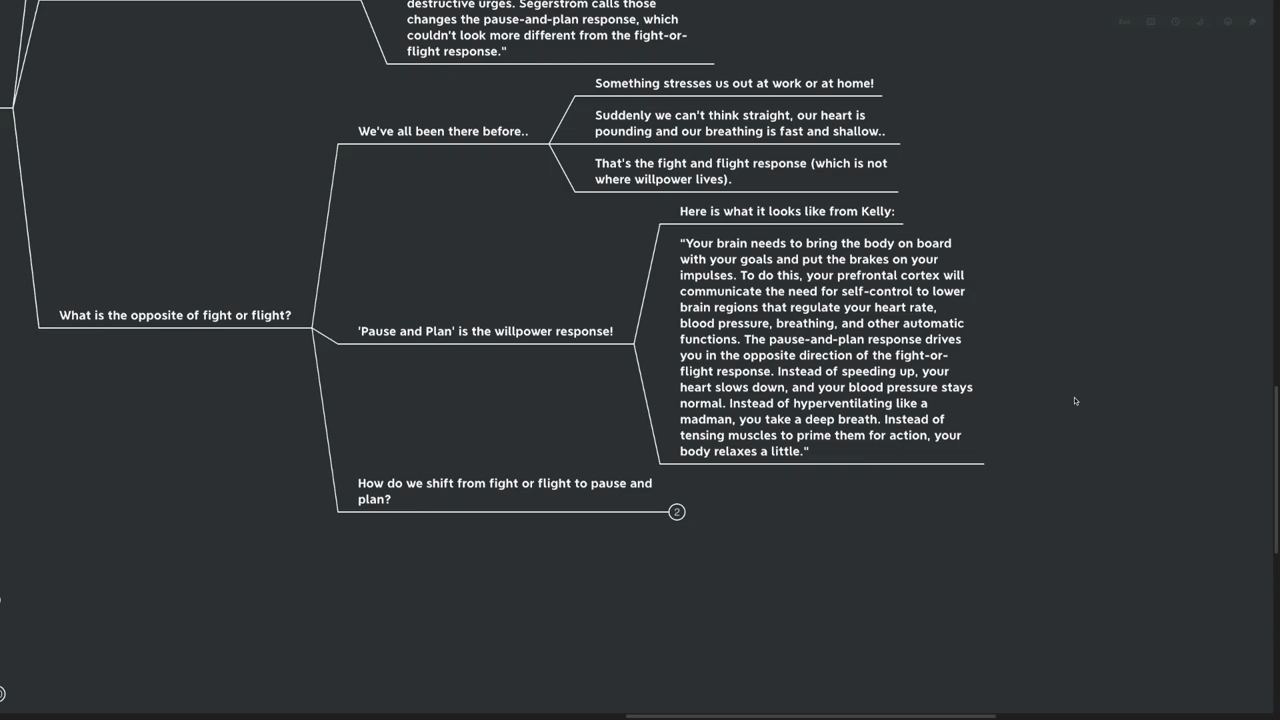 destructive urges. Segerstrom calls those
changes the pause-and-plan response, which
couldn't look more different from the fight-or-
flight response."
Something stresses us out at work or at home!
Suddenly we can't think straight, our heart is
pounding and our breathing is fast and shallow..
We've all been there before..
That's the fight and flight response (which is not
where willpower lives).
Here is what it looks like from Kelly:
"Your brain needs to bring the body on board
with your goals and put the brakes on your
impulses. To do this, your prefrontal cortex will
communicate the need for self-control to lower
brain regions that regulate your heart rate,
blood pressure, breathing, and other automatic
functions. The pause-and-plan response drives
you in the opposite direction of the fight-or-
flight response. Instead of speeding up, your
heart slows down, and your blood pressure stays
normal. Instead of hyperventilating like a
madman, you take a deep breath. Instead of
tensing muscles to prime them for action, your
body relaxes a little."
What is the opposite of fight or flight?
'Pause and Plan' is the willpower response!
How do we shift from fight or flight to pause and
plan?
2